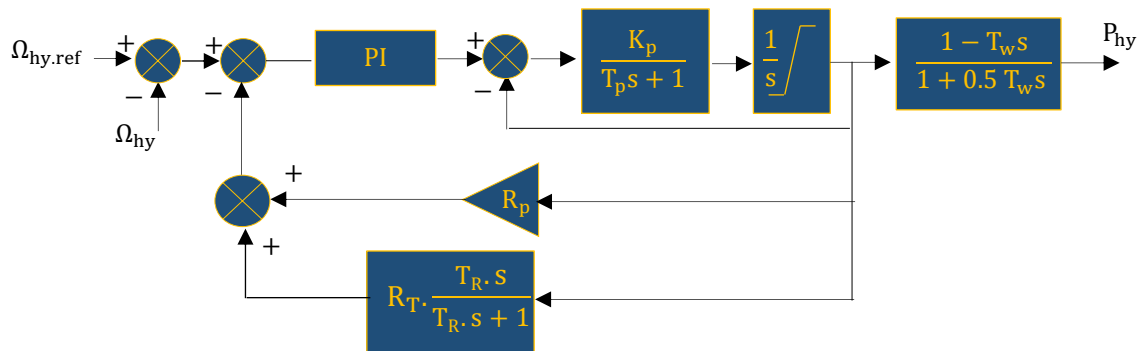 Ω_hy.ref
+
−
Ω_hy
+
−
PI
+
−
K_p
T_p s + 1
1
s
1 − T_w s
1 + 0.5 T_w s
P_hy
+
R_p
+
R_T. T_R. s
T_R. s + 1